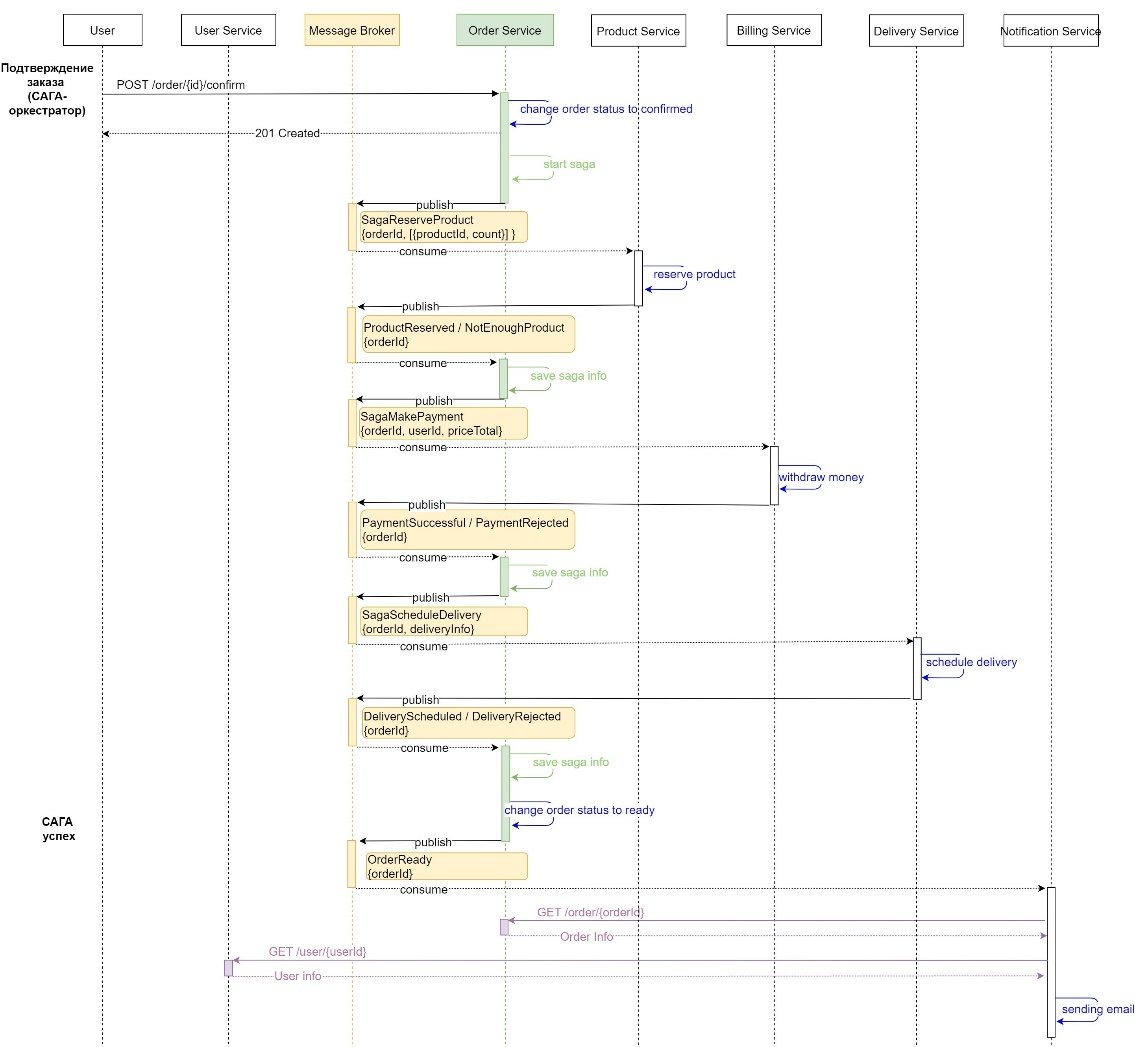 User
User Service
Message Broker
Order Service
Product Service
Billing Service
Delivery Service
Notification Service
Подтверждение
заказа
(САГА-
оркестратор)
POST /order/{id}/confirm
change order status to confirmed
201 Created
start saga
publish
SagaReserveProduct
{orderId, [{productId, count}] }
consume
reserve product
publish
ProductReserved / NotEnoughProduct
{orderId}
consume
save saga info
publish
SagaMakePayment
{orderId, userId, priceTotal}
consume
withdraw money
publish
PaymentSuccessful / PaymentRejected
{orderId}
consume
save saga info
publish
SagaScheduleDelivery
{orderId, deliveryInfo}
consume
schedule delivery
publish
DeliveryScheduled / DeliveryRejected
{orderId}
consume
save saga info
change order status to ready
САГА
успех
publish
OrderReady
{orderId}
consume
GET /order/{orderId}
Order Info
GET /user/{userId}
User info
sending email